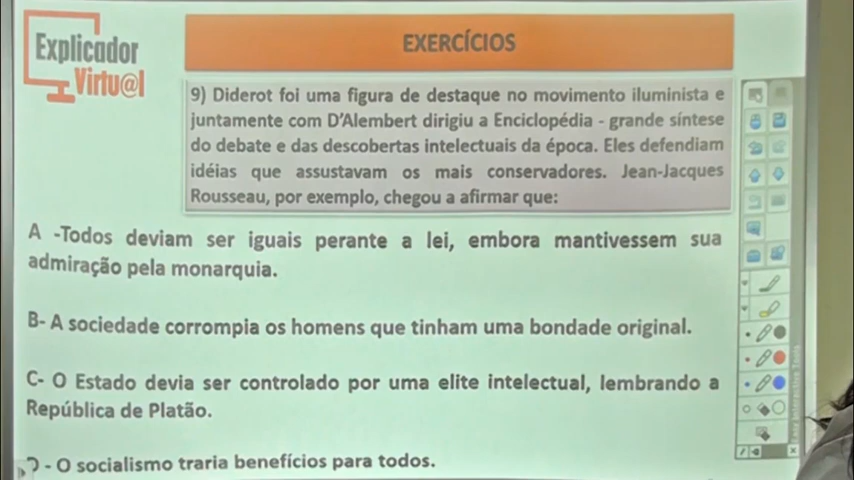 Explicador
Virtu@l
EXERCÍCIOS
9) Diderot foi uma figura de destaque no movimento iluminista e
juntamente com D'Alembert dirigiu a Enciclopédia - grande síntese
do debate e das descobertas intelectuais da época. Eles defendiam
idéias que assustavam os mais conservadores. Jean-Jacques
Rousseau, por exemplo, chegou a afirmar que:
A -Todos deviam ser iguais perante a lei, embora mantivessem sua
admiração pela monarquia.
B- A sociedade corrompia os homens que tinham uma bondade original.
C- O Estado devia ser controlado por uma elite intelectual, lembrando a
República de Platão.
D - O socialismo traria benefícios para todos.